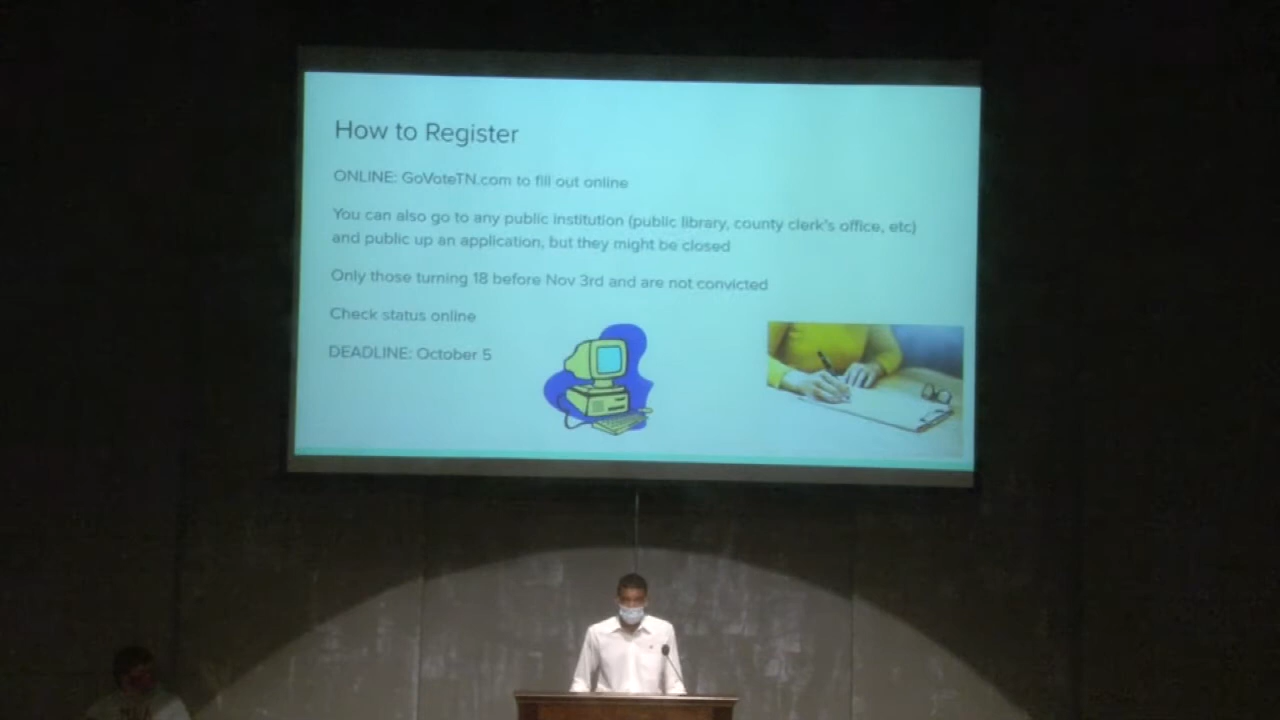 How to Register
ONLINE: GoVoteTN.com to fill out online
You can also go to any public institution (public library, county clerk's office, etc)
and public up an application, but they might be closed
Only those turning 18 before Nov 3rd and are not convicted
Check status online
DEADLINE: October 5